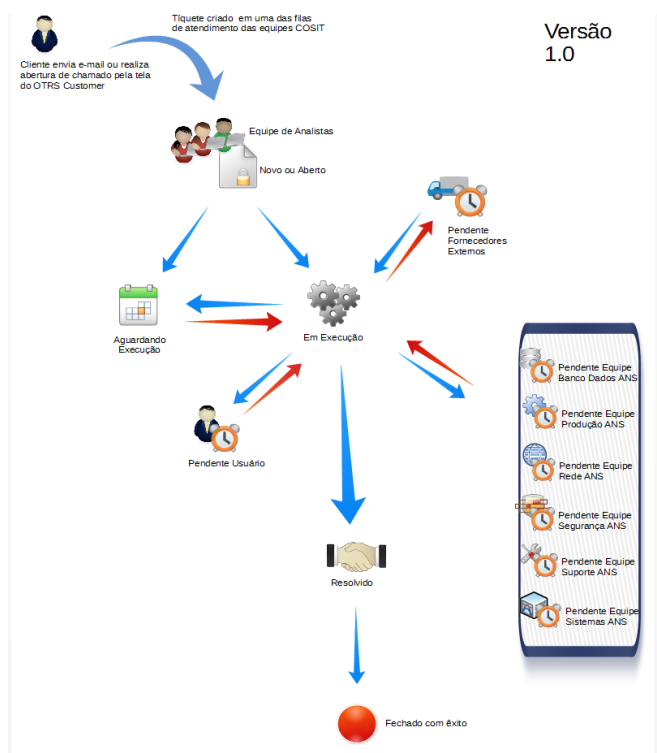 Tíquete criado em uma das filas
de atendimento das equipes COSIT
Versão
1.0
Cliente envia e-mail ou realiza
abertura de chamado pela tela
do OTRS Customer
Equipe de Analistas
Novo ou Aberto
Pendente
Fornecedores
Externos
Aguardando
Execução
Em Execução
Pendente Usuário
Pendente Equipe
Banco Dados ANS
Pendente Equipe
Produção ANS
Pendente Equipe
Rede ANS
Pendente Equipe
Segurança ANS
Pendente Equipe
Suporte ANS
Pendente Equipe
Sistemas ANS
Resolvido
Fechado com êxito